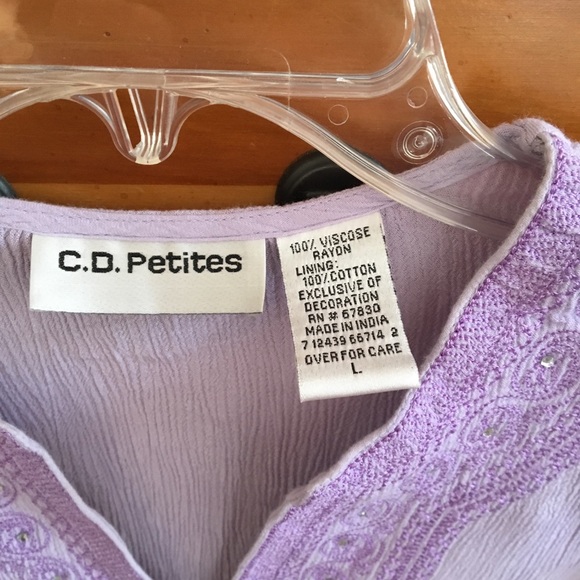 C.D. Petites
100% VISCOSE
RAYON
LINING:
100% COTTON
EXCLUSIVE OF
DECORATION
RN # 67830
MADE IN INDIA
7 12439 66714 2
OVER FOR CARE
L